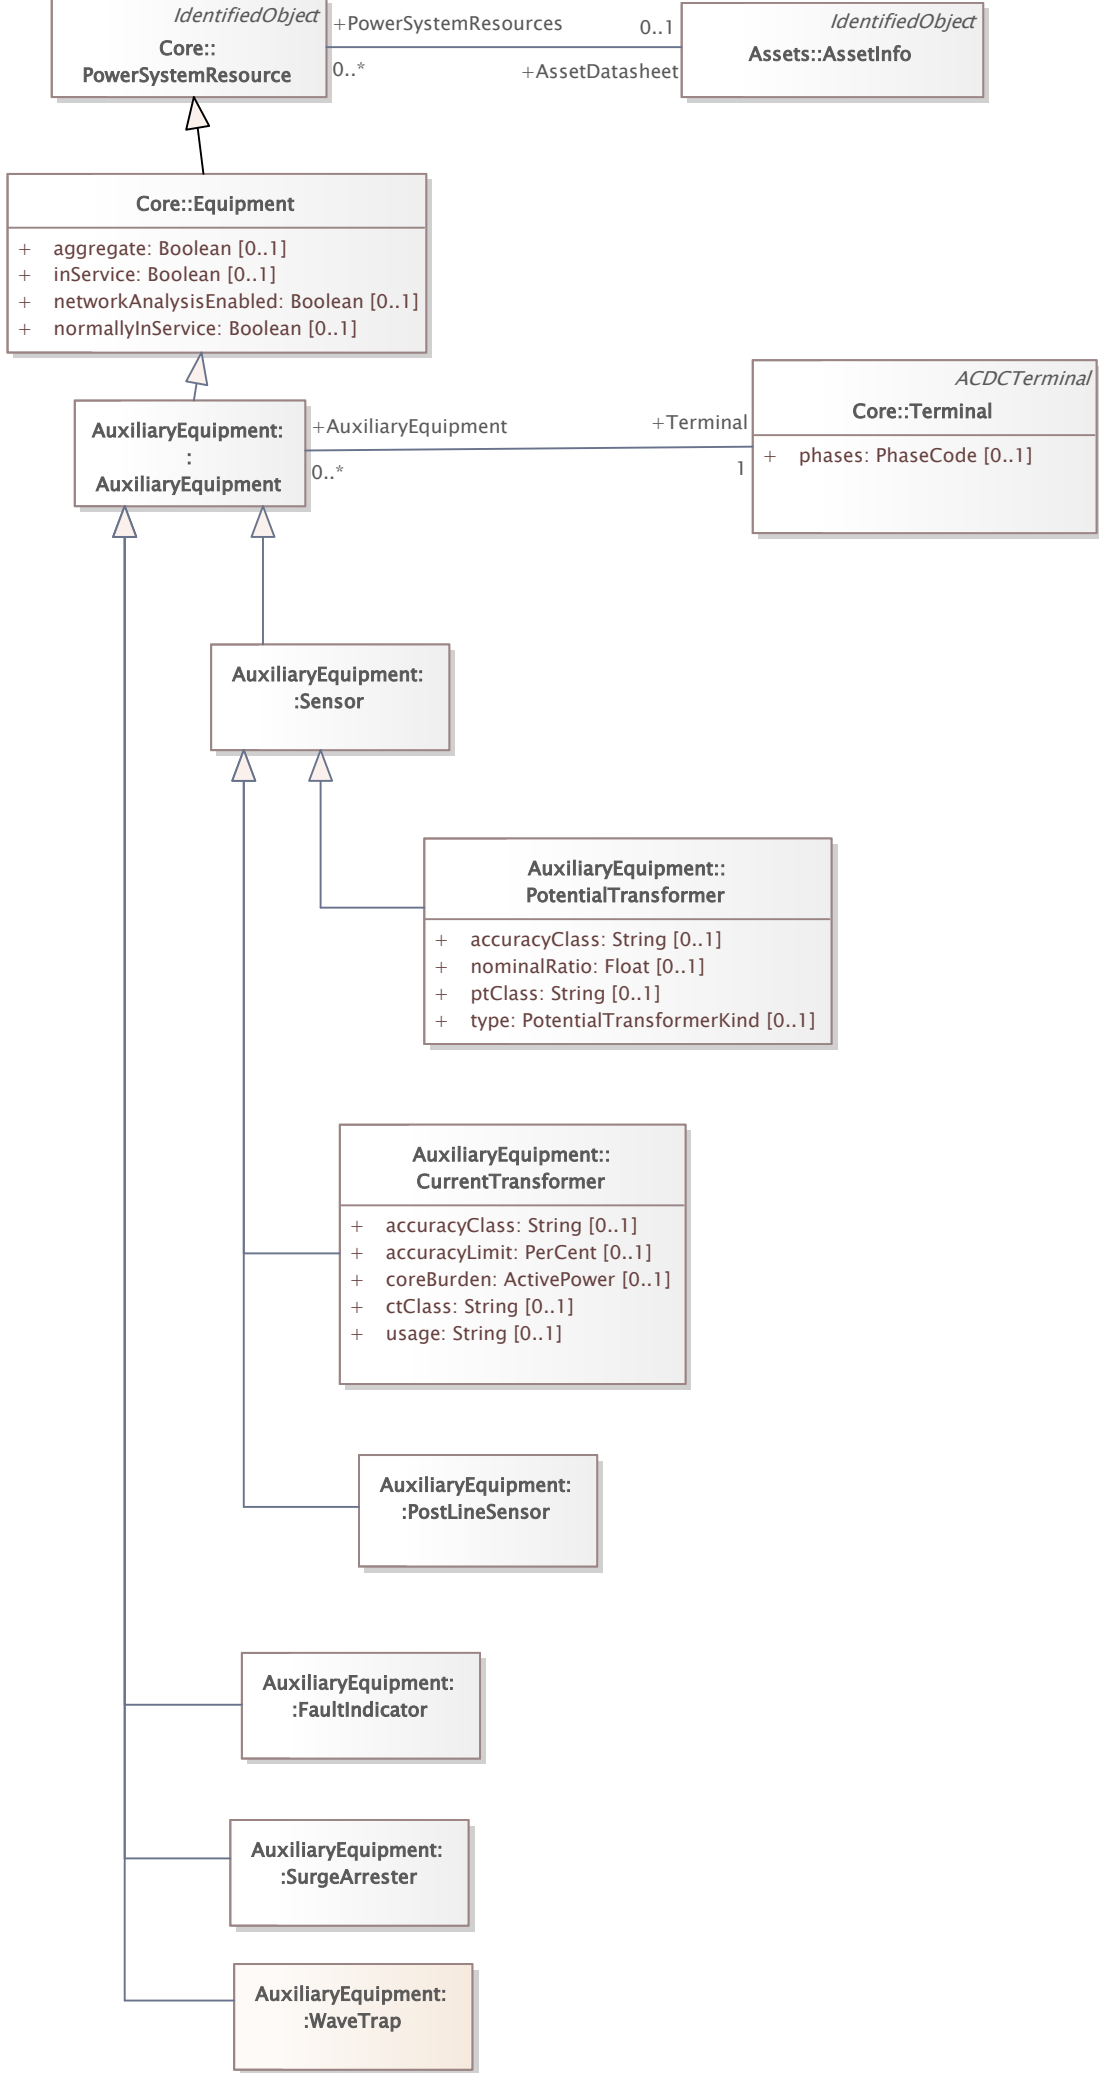 IdentifiedObject
Core::
PowerSystemResource
+PowerSystemResources
0..1
0..*
+AssetDatasheet
IdentifiedObject
Assets::AssetInfo
Core::Equipment
+ aggregate: Boolean [0..1]
+ inService: Boolean [0..1]
+ networkAnalysisEnabled: Boolean [0..1]
+ normallyInService: Boolean [0..1]
AuxiliaryEquipment:
:
AuxiliaryEquipment
+AuxiliaryEquipment
+Terminal
0..*
1
ACDCTerminal
Core::Terminal
+ phases: PhaseCode [0..1]
AuxiliaryEquipment:
:Sensor
AuxiliaryEquipment::
PotentialTransformer
+ accuracyClass: String [0..1]
+ nominalRatio: Float [0..1]
+ ptClass: String [0..1]
+ type: PotentialTransformerKind [0..1]
AuxiliaryEquipment::
CurrentTransformer
+ accuracyClass: String [0..1]
+ accuracyLimit: PerCent [0..1]
+ coreBurden: ActivePower [0..1]
+ ctClass: String [0..1]
+ usage: String [0..1]
AuxiliaryEquipment:
:PostLineSensor
AuxiliaryEquipment:
:FaultIndicator
AuxiliaryEquipment:
:SurgeArrester
AuxiliaryEquipment:
:WaveTrap